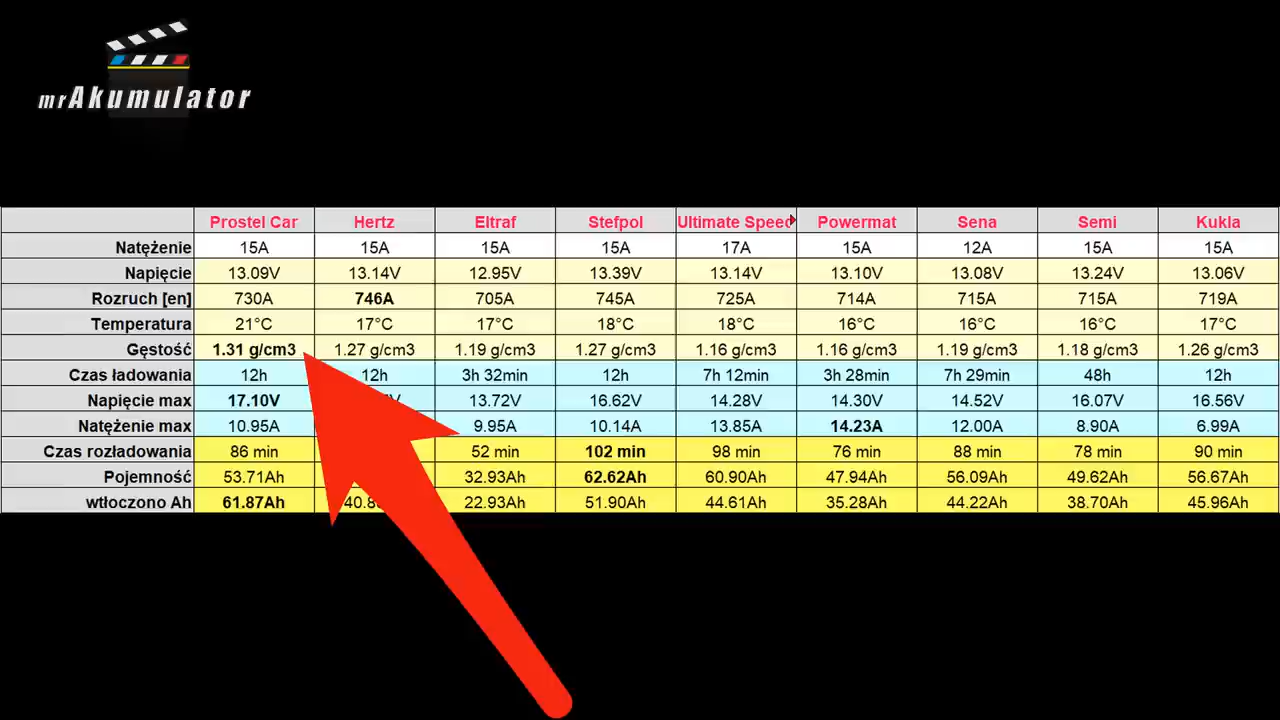 mrAkumulator
Prostel Car Hertz Eltraf Stefpol Ultimate Speed Powermat Sena Semi Kukla
Natężenie 15A 15A 15A 15A 17A 15A 12A 15A 15A
Napięcie 13.09V 13.14V 12.95V 13.39V 13.14V 13.10V 13.08V 13.24V 13.06V
Rozruch [en] 730A 746A 705A 745A 725A 714A 715A 715A 719A
Temperatura 21°C 17°C 17°C 18°C 18°C 16°C 16°C 16°C 17°C
Gęstość 1.31 g/cm3 1.27 g/cm3 1.19 g/cm3 1.27 g/cm3 1.16 g/cm3 1.16 g/cm3 1.19 g/cm3 1.18 g/cm3 1.26 g/cm3
Czas ładowania 12h 12h 3h 32min 12h 7h 12min 3h 28min 7h 29min 48h 12h
Napięcie max 17.10V 13.72V 16.62V 14.28V 14.30V 14.52V 16.07V 16.56V
Natężenie max 10.95A 9.95A 10.14A 13.85A 14.23A 12.00A 8.90A 6.99A
Czas rozładowania 86 min 52 min 102 min 98 min 76 min 88 min 78 min 90 min
Pojemność 53.71Ah 32.93Ah 62.62Ah 60.90Ah 47.94Ah 56.09Ah 49.62Ah 56.67Ah
wtłoczono Ah 61.87Ah 22.93Ah 51.90Ah 44.61Ah 35.28Ah 44.22Ah 38.70Ah 45.96Ah